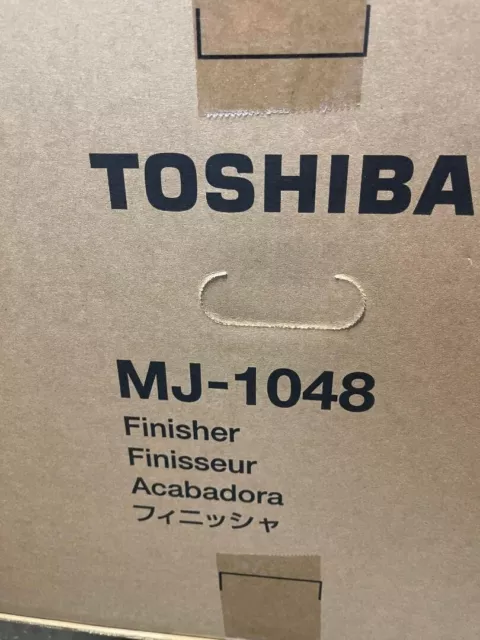 TOSHIBA
MJ-1048
Finisher
Finisseur
Acabadora
フィニッシャ